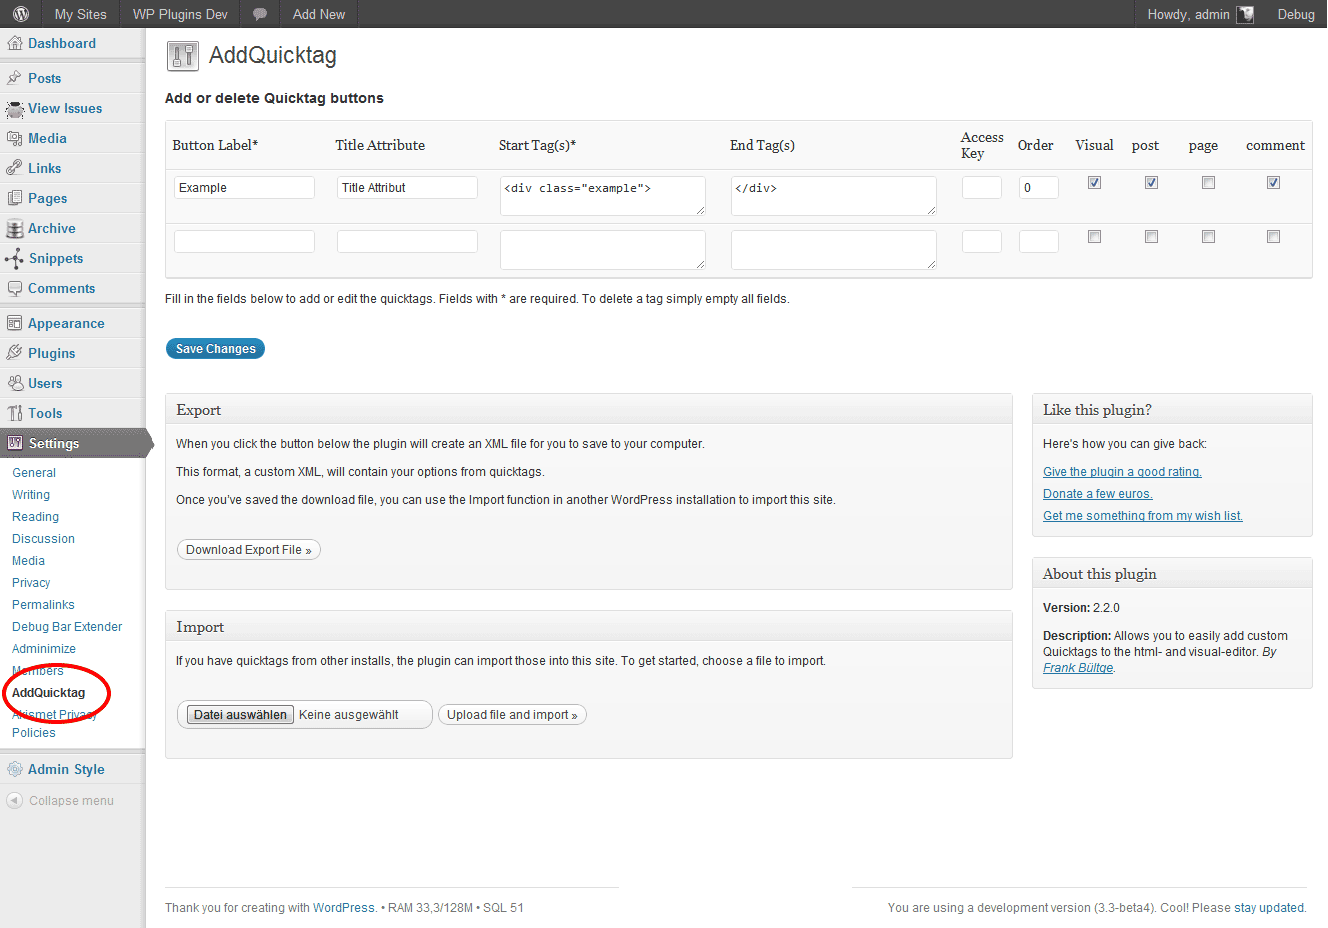 My Sites WP Plugins Dev Add New Howdy, admin Debug
Dashboard
Posts
View Issues
Media
Links
Pages
Archive
Snippets
Comments
Appearance
Plugins
Users
Tools
Settings
General
Writing
Reading
Discussion
Media
Privacy
Permalinks
Debug Bar Extender
Adminimize
Members
AddQuicktag
Akismet Privacy
Policies
Admin Style
Collapse menu
AddQuicktag
Add or delete Quicktag buttons
Button Label* Title Attribute Start Tag(s)* End Tag(s) Access Key Order Visual post page comment
Example Title Attribut <div class="example"> </div> 0
Fill in the fields below to add or edit the quicktags. Fields with * are required. To delete a tag simply empty all fields.
Save Changes
Export
When you click the button below the plugin will create an XML file for you to save to your computer.
This format, a custom XML, will contain your options from quicktags.
Once you've saved the download file, you can use the Import function in another WordPress installation to import this site.
Download Export File »
Import
If you have quicktags from other installs, the plugin can import those into this site. To get started, choose a file to import.
Datei auswählen Keine ausgewählt Upload file and import »
Like this plugin?
Here's how you can give back:
Give the plugin a good rating.
Donate a few euros.
Get me something from my wish list.
About this plugin
Version: 2.2.0
Description: Allows you to easily add custom
Quicktags to the html- and visual-editor. By
Frank Bültge.
Thank you for creating with WordPress. • RAM 33,3/128M • SQL 51
You are using a development version (3.3-beta4). Cool! Please stay updated.